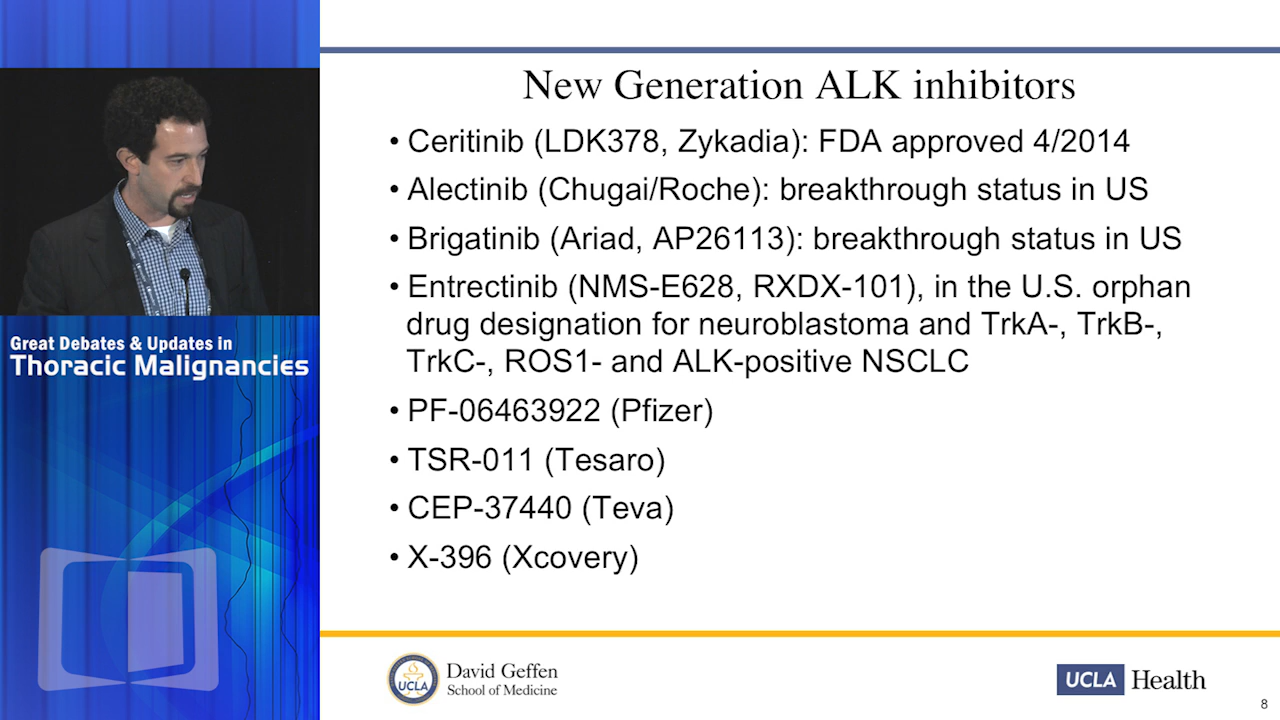 Great Debates & Updates in
Thoracic Malignancies
New Generation ALK inhibitors
• Ceritinib (LDK378, Zykadia): FDA approved 4/2014
• Alectinib (Chugai/Roche): breakthrough status in US
• Brigatinib (Ariad, AP26113): breakthrough status in US
• Entrectinib (NMS-E628, RXDX-101), in the U.S. orphan
drug designation for neuroblastoma and TrkA-, TrkB-,
TrkC-, ROS1- and ALK-positive NSCLC
• PF-06463922 (Pfizer)
• TSR-011 (Tesaro)
• CEP-37440 (Teva)
• X-396 (Xcovery)
UCLA
David Geffen
School of Medicine
UCLA Health
8